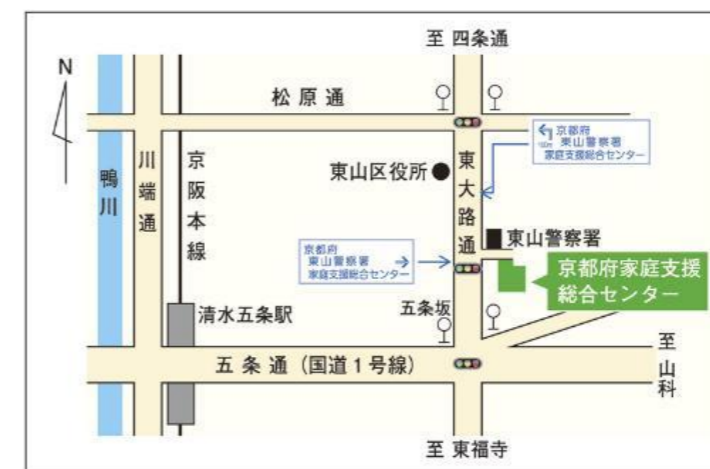 至 四条通
N
松原通
京都府
東山警察署
家庭支援総合センター
東山区役所
東大路通
川端通
京阪本線
鴨川
東山警察署
京都府
東山警察署
家庭支援総合センター
京都府家庭支援
総合センター
清水五条駅
五条坂
五条通（国道1号線）
至 山科
至 東福寺